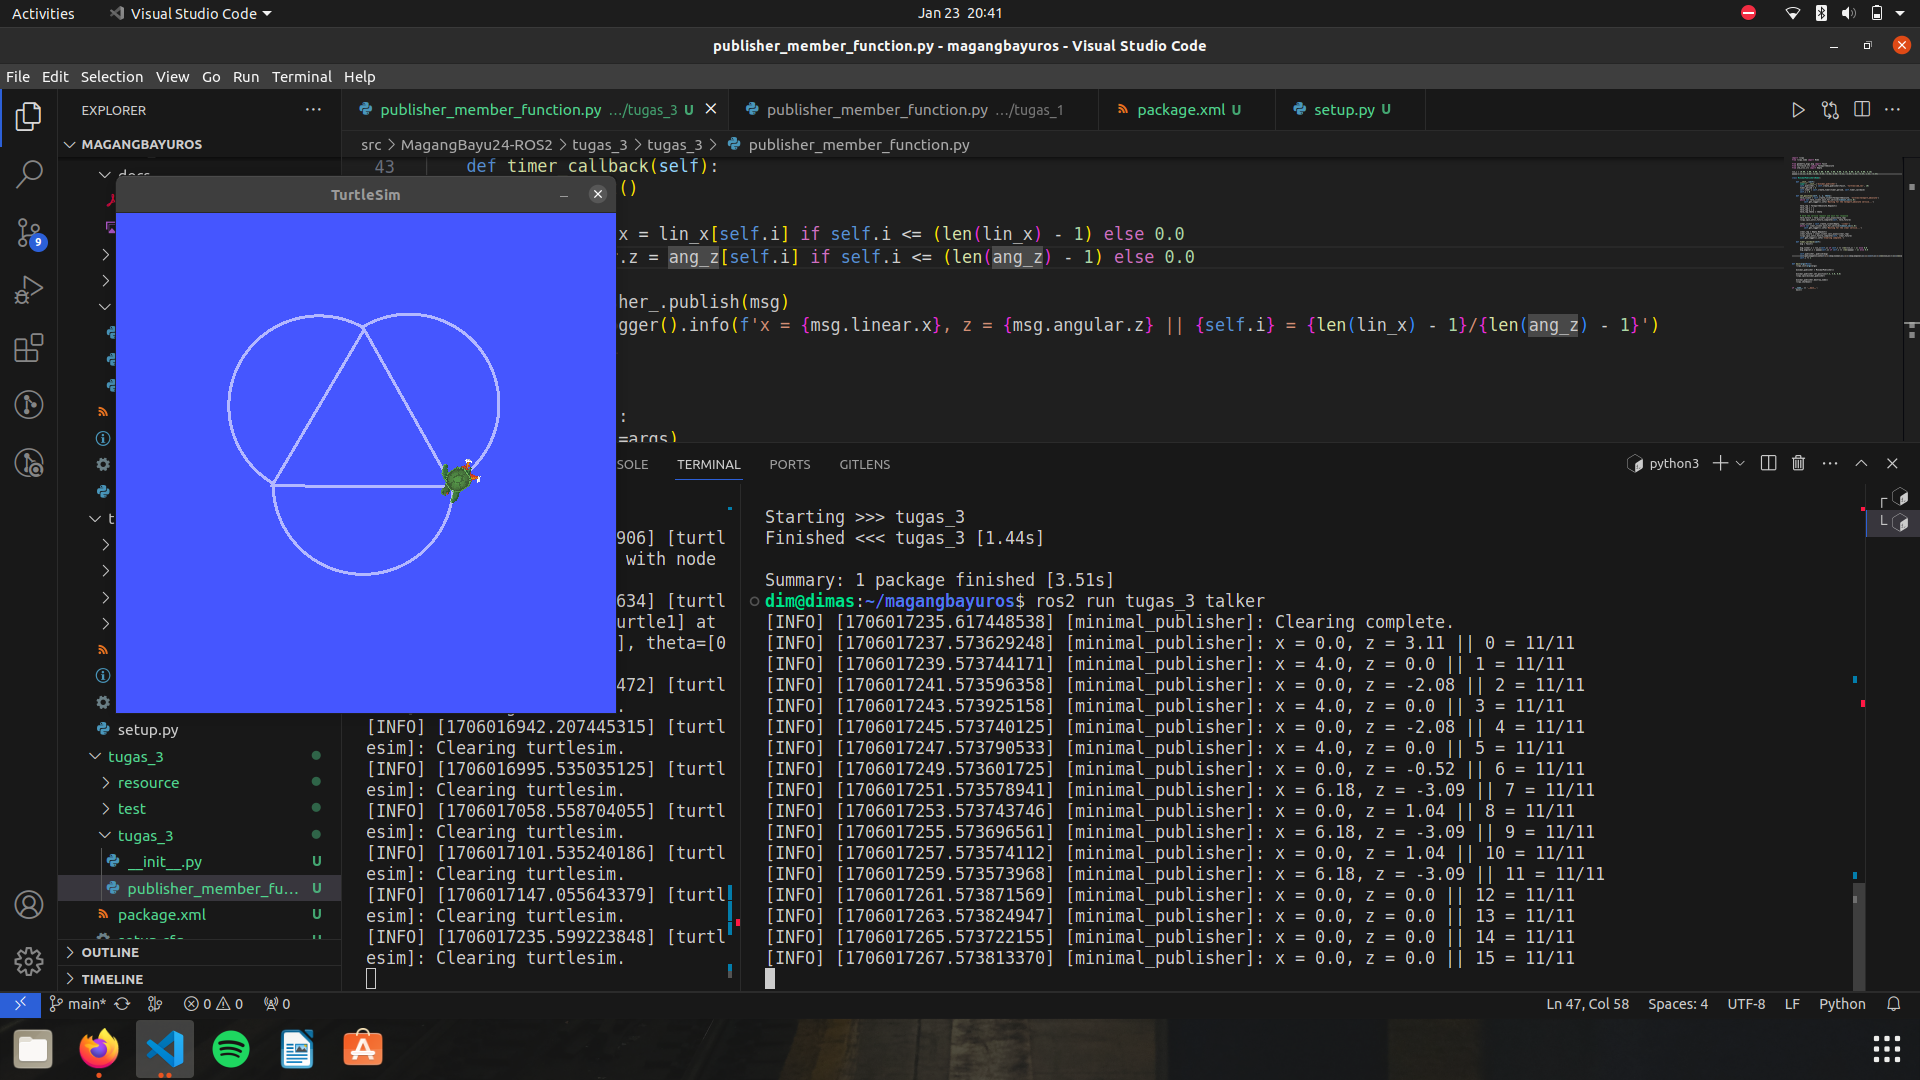 Activities
Visual Studio Code
Jan 23 20:41
publisher_member_function.py - magangbayuros - Visual Studio Code
File Edit Selection View Go Run Terminal Help
EXPLORER
MAGANGBAYUROS
publisher_member_function.py .../tugas_3 U
publisher_member_function.py .../tugas_1
package.xml U
setup.py U
src > MagangBayu24-ROS2 > tugas_3 > tugas_3 > publisher_member_function.py
43 def timer_callback(self):
()
x = lin_x[self.i] if self.i <= (len(lin_x) - 1) else 0.0
.z = ang_z[self.i] if self.i <= (len(ang_z) - 1) else 0.0
her_.publish(msg)
gger().info(f'x = {msg.linear.x}, z = {msg.angular.z} || {self.i} = {len(lin_x) - 1}/{len(ang_z) - 1}')
:
=args)
TurtleSim
9
setup.py
tugas_3
resource
test
tugas_3
__init__.py U
publisher_member_fu... U
package.xml U
OUTLINE
TIMELINE
SOLE
TERMINAL
PORTS
GITLENS
python3
906] [turtl
with node
634] [turtl
urtle1] at
], theta=[0
472] [turtl
[INFO] [1706016942.207445315] [turtl
esim]: Clearing turtlesim.
[INFO] [1706016995.535035125] [turtl
esim]: Clearing turtlesim.
[INFO] [1706017058.558704055] [turtl
esim]: Clearing turtlesim.
[INFO] [1706017101.535240186] [turtl
esim]: Clearing turtlesim.
[INFO] [1706017147.055643379] [turtl
esim]: Clearing turtlesim.
[INFO] [1706017235.599223848] [turtl
esim]: Clearing turtlesim.
Starting >>> tugas_3
Finished <<< tugas_3 [1.44s]
Summary: 1 package finished [3.51s]
dim@dimas:~/magangbayuros$ ros2 run tugas_3 talker
[INFO] [1706017235.617448538] [minimal_publisher]: Clearing complete.
[INFO] [1706017237.573629248] [minimal_publisher]: x = 0.0, z = 3.11 || 0 = 11/11
[INFO] [1706017239.573744171] [minimal_publisher]: x = 4.0, z = 0.0 || 1 = 11/11
[INFO] [1706017241.573596358] [minimal_publisher]: x = 0.0, z = -2.08 || 2 = 11/11
[INFO] [1706017243.573925158] [minimal_publisher]: x = 4.0, z = 0.0 || 3 = 11/11
[INFO] [1706017245.573740125] [minimal_publisher]: x = 0.0, z = -2.08 || 4 = 11/11
[INFO] [1706017247.573790533] [minimal_publisher]: x = 4.0, z = 0.0 || 5 = 11/11
[INFO] [1706017249.573601725] [minimal_publisher]: x = 0.0, z = -0.52 || 6 = 11/11
[INFO] [1706017251.573578941] [minimal_publisher]: x = 6.18, z = -3.09 || 7 = 11/11
[INFO] [1706017253.573743746] [minimal_publisher]: x = 0.0, z = 1.04 || 8 = 11/11
[INFO] [1706017255.573696561] [minimal_publisher]: x = 6.18, z = -3.09 || 9 = 11/11
[INFO] [1706017257.573574112] [minimal_publisher]: x = 0.0, z = 1.04 || 10 = 11/11
[INFO] [1706017259.573573968] [minimal_publisher]: x = 6.18, z = -3.09 || 11 = 11/11
[INFO] [1706017261.573871569] [minimal_publisher]: x = 0.0, z = 0.0 || 12 = 11/11
[INFO] [1706017263.573824947] [minimal_publisher]: x = 0.0, z = 0.0 || 13 = 11/11
[INFO] [1706017265.573722155] [minimal_publisher]: x = 0.0, z = 0.0 || 14 = 11/11
[INFO] [1706017267.573813370] [minimal_publisher]: x = 0.0, z = 0.0 || 15 = 11/11
main* 0 0 0
Ln 47, Col 58 Spaces: 4 UTF-8 LF Python